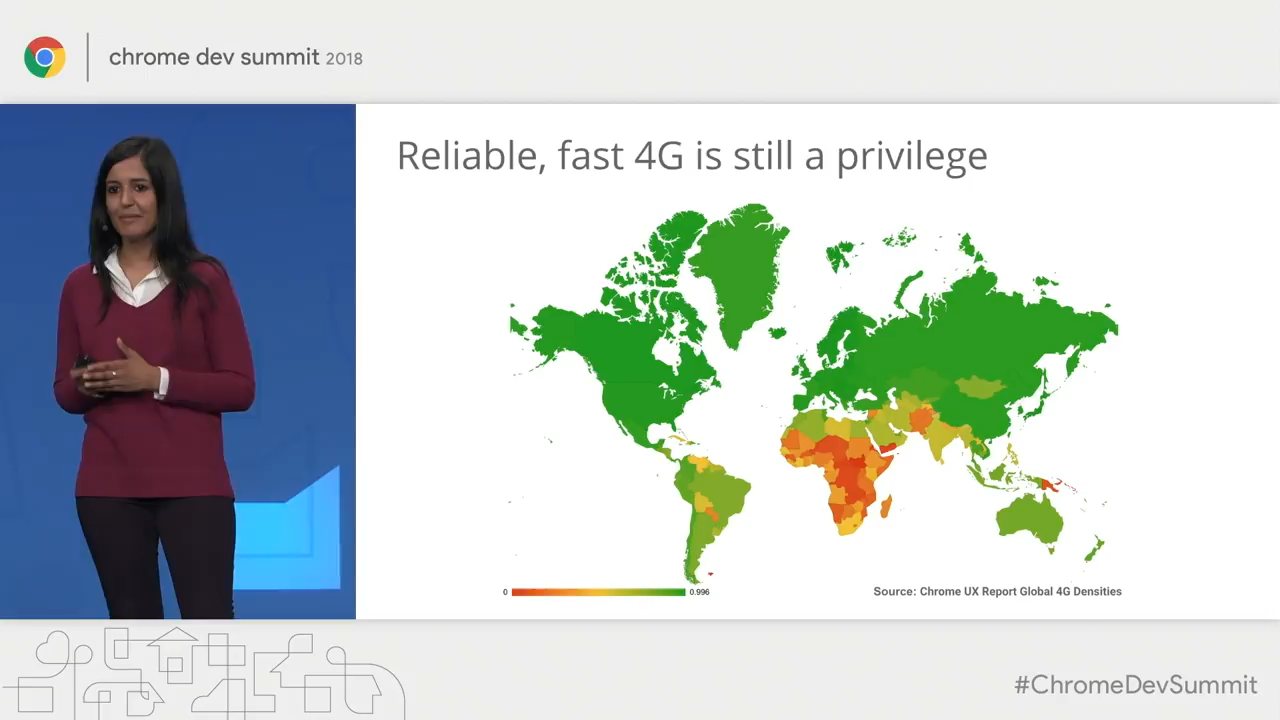 chrome dev summit 2018
Reliable, fast 4G is still a privilege
0
0.996
Source: Chrome UX Report Global 4G Densities
#ChromeDevSummit